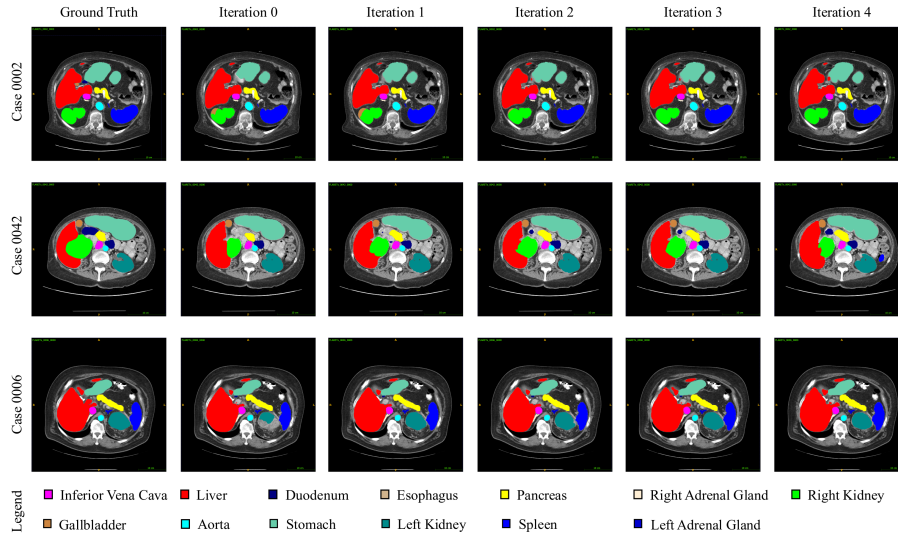 Ground Truth Iteration 0 Iteration 1 Iteration 2 Iteration 3 Iteration 4
Case 0002
Case 0042
Case 0006
Legend
Inferior Vena Cava Liver Duodenum Esophagus Pancreas Right Adrenal Gland Right Kidney
Gallbladder Aorta Stomach Left Kidney Spleen Left Adrenal Gland